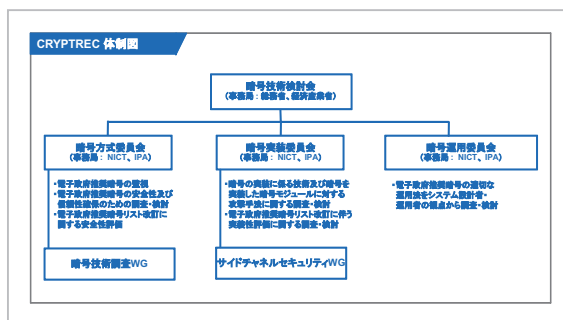 CRYPTREC 体制図
暗号技術検討会
(事務局：総務省、経済産業省)
暗号方式委員会
(事務局：NICT、IPA)
暗号実装委員会
(事務局：NICT、IPA)
暗号運用委員会
(事務局：NICT、IPA)
・電子政府推奨暗号の監視
・電子政府推奨暗号の安全性及び
信頼性確保のための調査・検討
・電子政府推奨暗号リスト改訂に
関する安全性評価
・暗号の実装に係る技術及び暗号を
実装した暗号モジュールに対する
攻撃手法に関する調査・検討
・電子政府推奨暗号リスト改訂に伴う
実装性評価に関する調査・検討
・電子政府推奨暗号の適切な
運用法をシステム設計者・
運用者の観点から調査・検討
暗号技術調査WG
サイドチャネルセキュリティWG